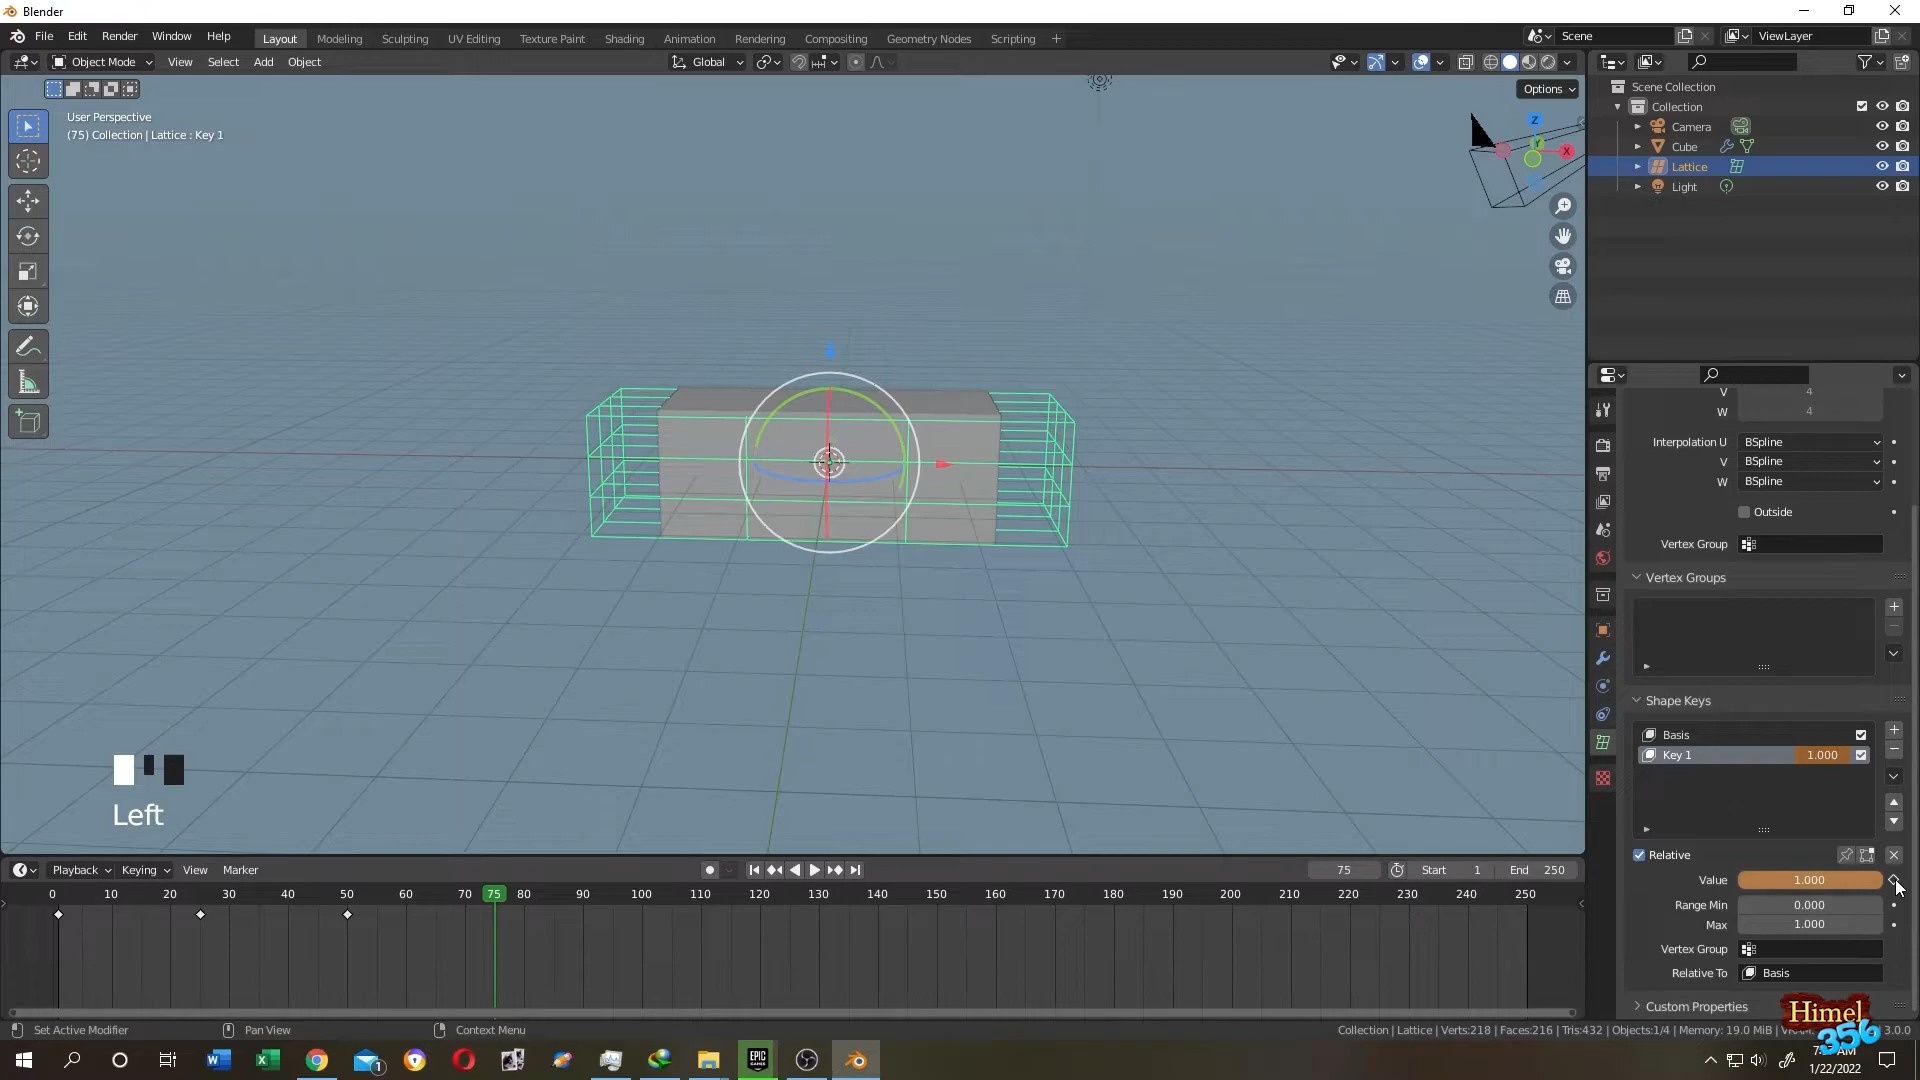 Blender
File Edit Render Window Help
Layout Modeling Sculpting UV Editing Texture Paint Shading Animation Rendering Compositing Geometry Nodes Scripting +
Scene
ViewLayer
Object Mode View Select Add Object
Global
Options
User Perspective
(75) Collection | Lattice : Key 1
Z
Y
X
Scene Collection
Collection
Camera
Cube
Lattice
Light
V 4
W 4
Interpolation U BSpline
V BSpline
W BSpline
Outside
Vertex Group
Vertex Groups
Shape Keys
Basis
Key 1 1.000
Relative
Value 1.000
Range Min 0.000
Max 1.000
Vertex Group
Relative To Basis
Custom Properties
Left
Playback Keying View Marker
75 Start 1 End 250
0 10 20 30 40 50 60 70 75 80 90 100 110 120 130 140 150 160 170 180 190 200 210 220 230 240 250
Set Active Modifier Pan View Context Menu
Collection | Lattice | Verts:218 | Faces:216 | Tris:432 | Objects:1/4 | Memory: 19.0 MiB | 3.0.0
Himel
356
EPIC
GAMES
1
1/22/2022